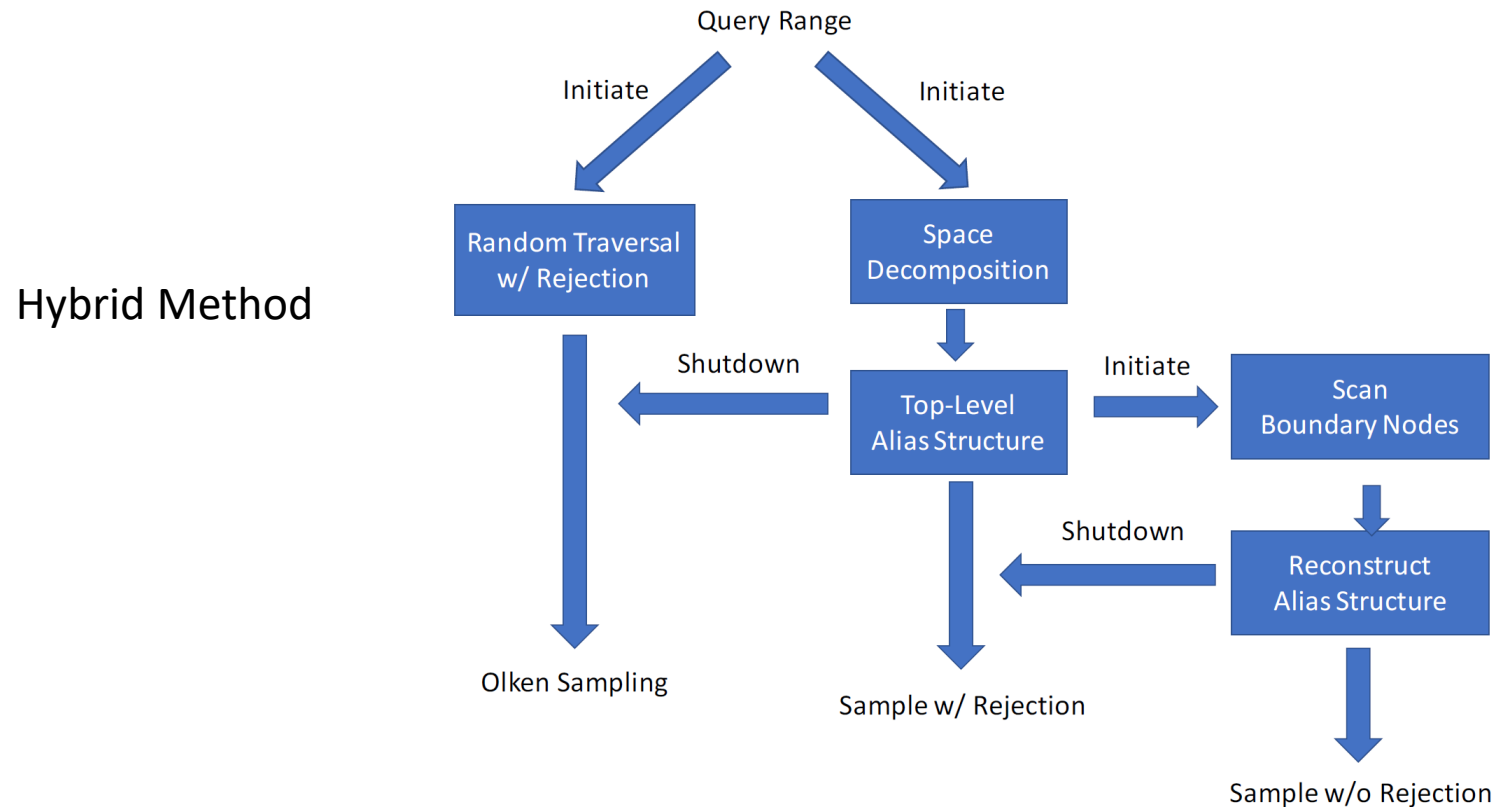 Query Range
Initiate
Initiate
Random Traversal
w/ Rejection
Space
Decomposition
Hybrid Method
Shutdown
Initiate
Top-Level
Alias Structure
Scan
Boundary Nodes
Shutdown
Reconstruct
Alias Structure
Olken Sampling
Sample w/ Rejection
Sample w/o Rejection